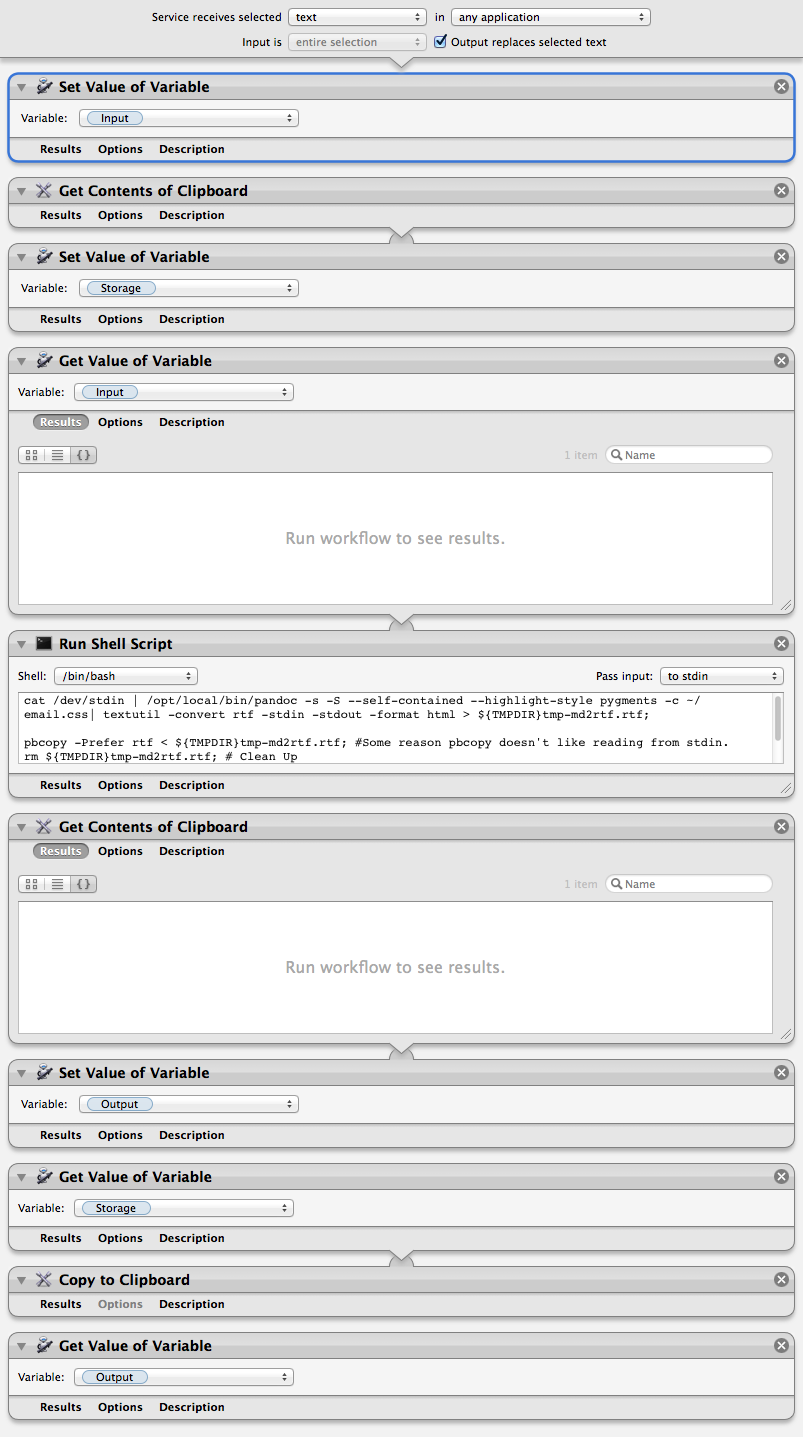 Service receives selected text in any application
Input is entire selection Output replaces selected text
Set Value of Variable
Variable: Input
Results Options Description
Get Contents of Clipboard
Results Options Description
Set Value of Variable
Variable: Storage
Results Options Description
Get Value of Variable
Variable: Input
Results Options Description
1 item Name
Run workflow to see results.
Run Shell Script
Shell: /bin/bash Pass input: to stdin
cat /dev/stdin | /opt/local/bin/pandoc -s -S --self-contained --highlight-style pygments -c ~/
email.css| textutil -convert rtf -stdin -stdout -format html > ${TMPDIR}tmp-md2rtf.rtf;
pbcopy -Prefer rtf < ${TMPDIR}tmp-md2rtf.rtf; #Some reason pbcopy doesn't like reading from stdin.
rm ${TMPDIR}tmp-md2rtf.rtf; # Clean Up
Results Options Description
Get Contents of Clipboard
Results Options Description
1 item Name
Run workflow to see results.
Set Value of Variable
Variable: Output
Results Options Description
Get Value of Variable
Variable: Storage
Results Options Description
Copy to Clipboard
Results Options Description
Get Value of Variable
Variable: Output
Results Options Description